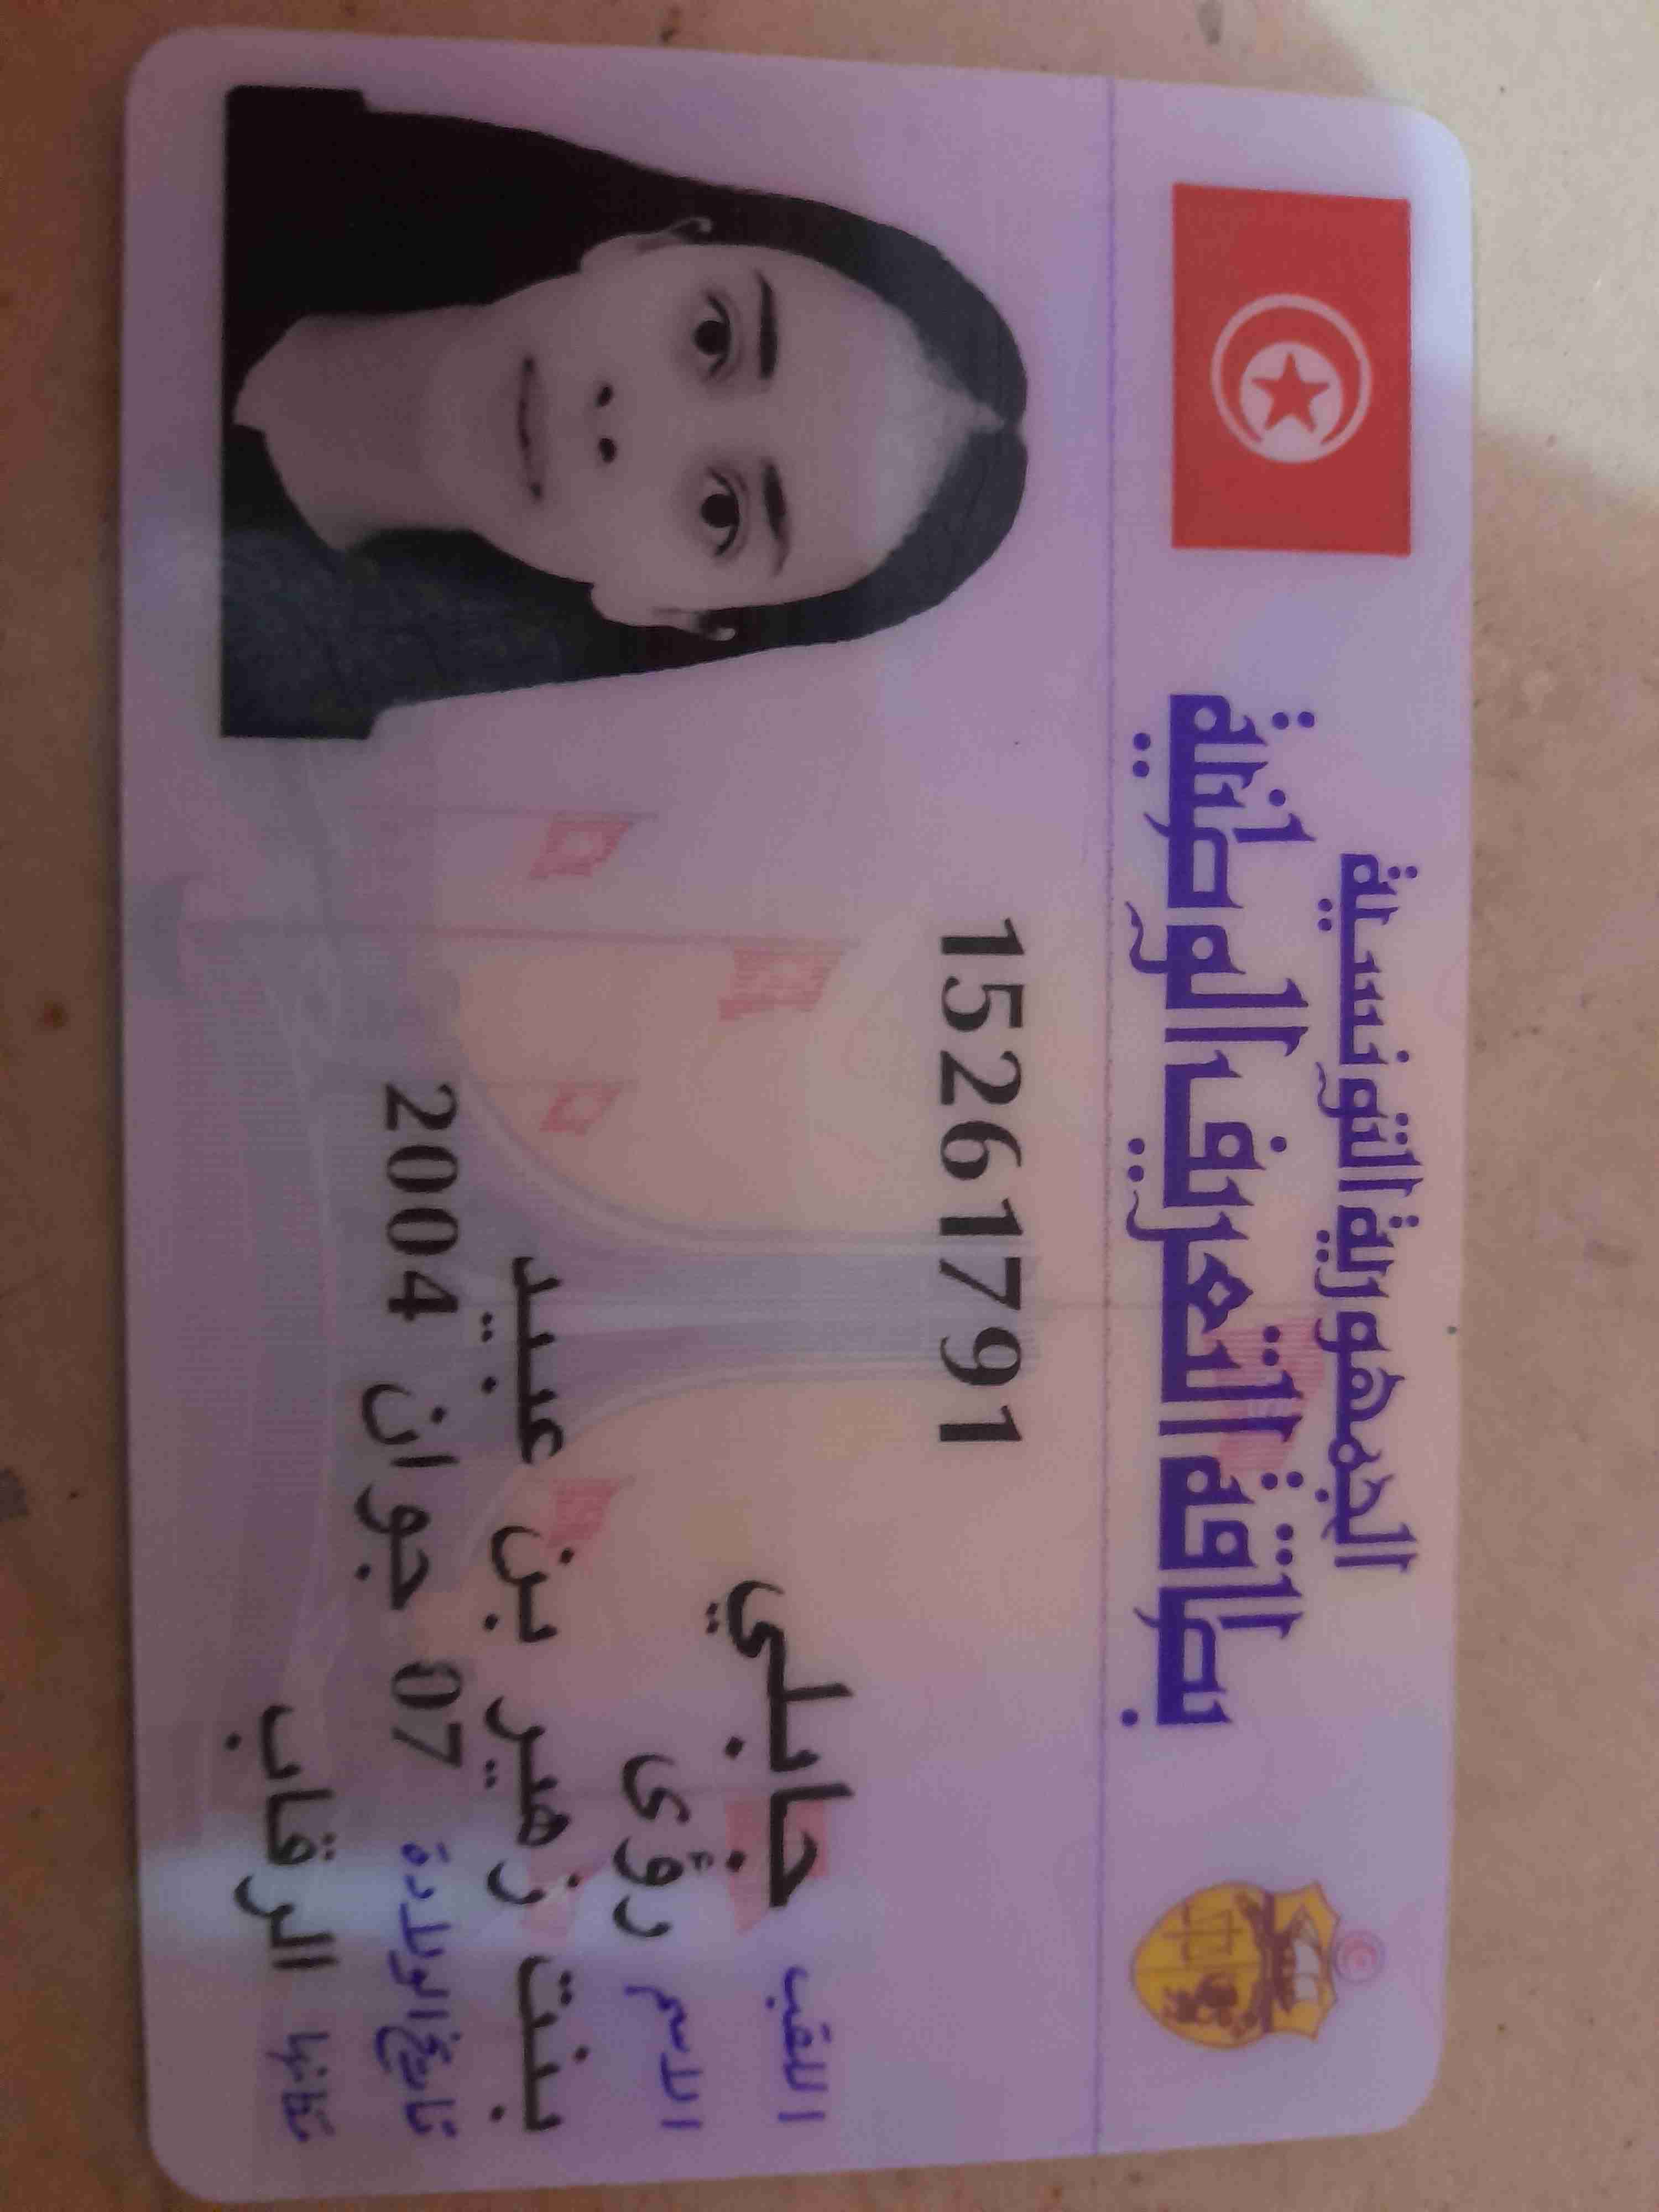 الجمهورية التونسية
بطاقة التعريف الوطنية
15261791
اللقب خابلي
الاسم رؤى
بنت زهير بن عبيد
تاريخ الولادة 07 جوان 2004
مكانها الرقاب